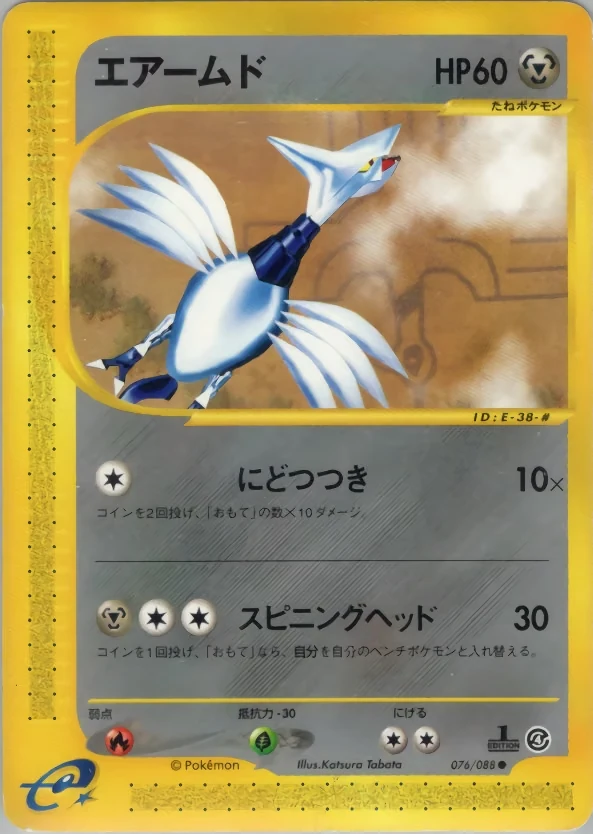 エアームド HP60
たねポケモン
ID:E-38-#
にどつつき 10×
コインを2回投げ、「おもて」の数×10ダメージ。
スピニングヘッド 30
コインを1回投げ、「おもて」なら、自分を自分のベンチポケモンと入れ替える。
弱点 抵抗力-30 にげる
1 EDITION
© Pokémon Illus.Katsura Tabata 076/088
e